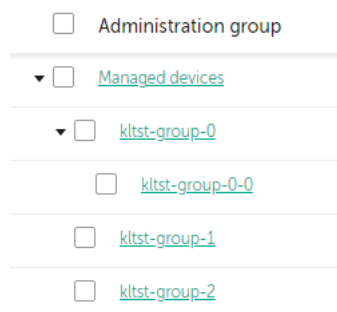 Administration group
Managed devices
kltst-group-0
kltst-group-0-0
kltst-group-1
kltst-group-2